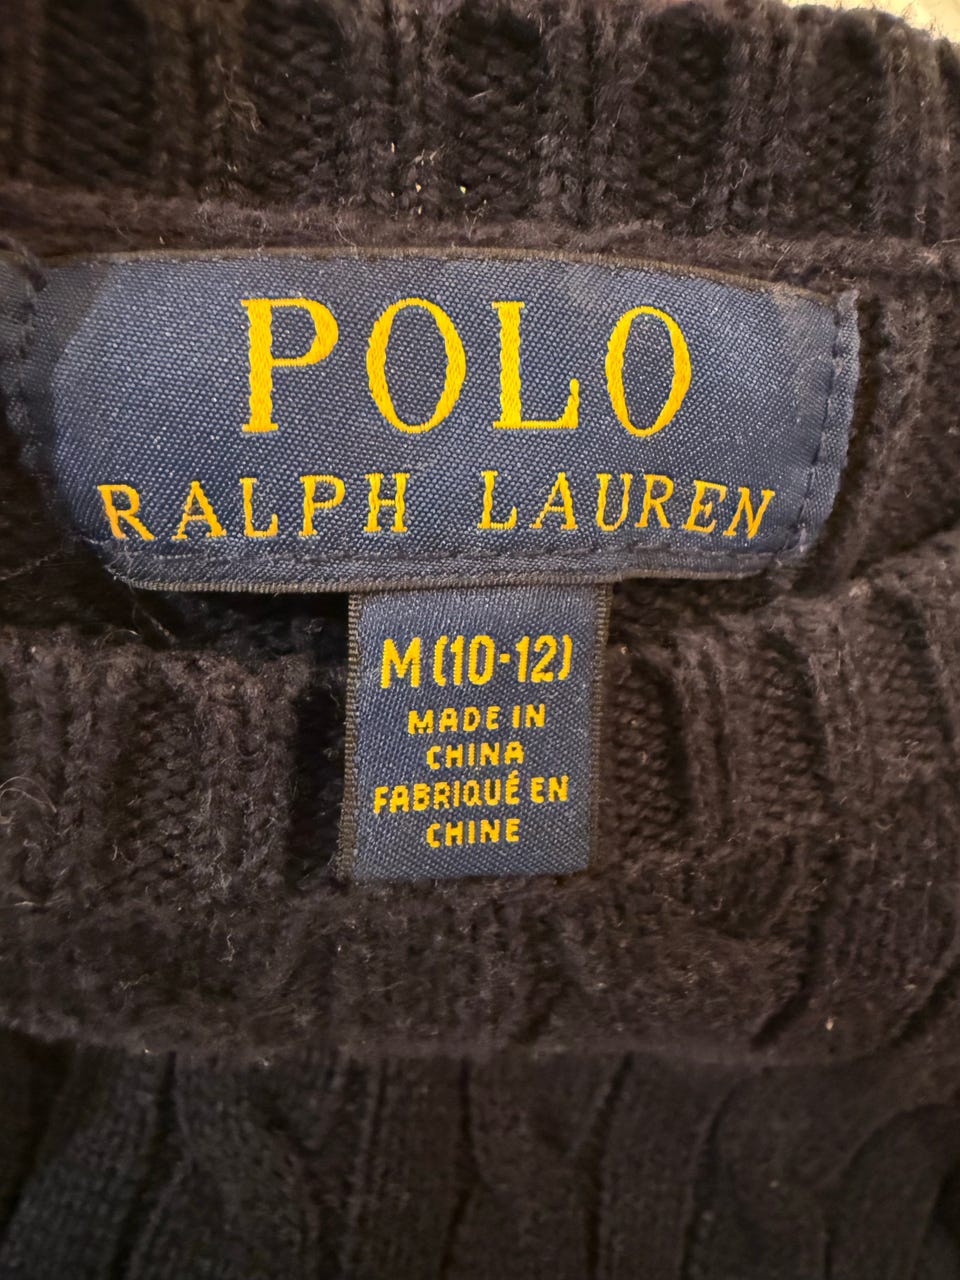 POLO
RALPH LAUREN
M(10-12)
MADE IN
CHINA
FABRIQUÉ EN
CHINE